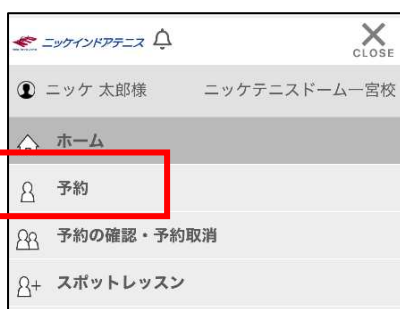 ニッケインドアテニス
CLOSE
ニッケ 太郎様 ニッケテニスドーム一宮校
ホーム
予約
予約の確認・予約取消
スポットレッスン